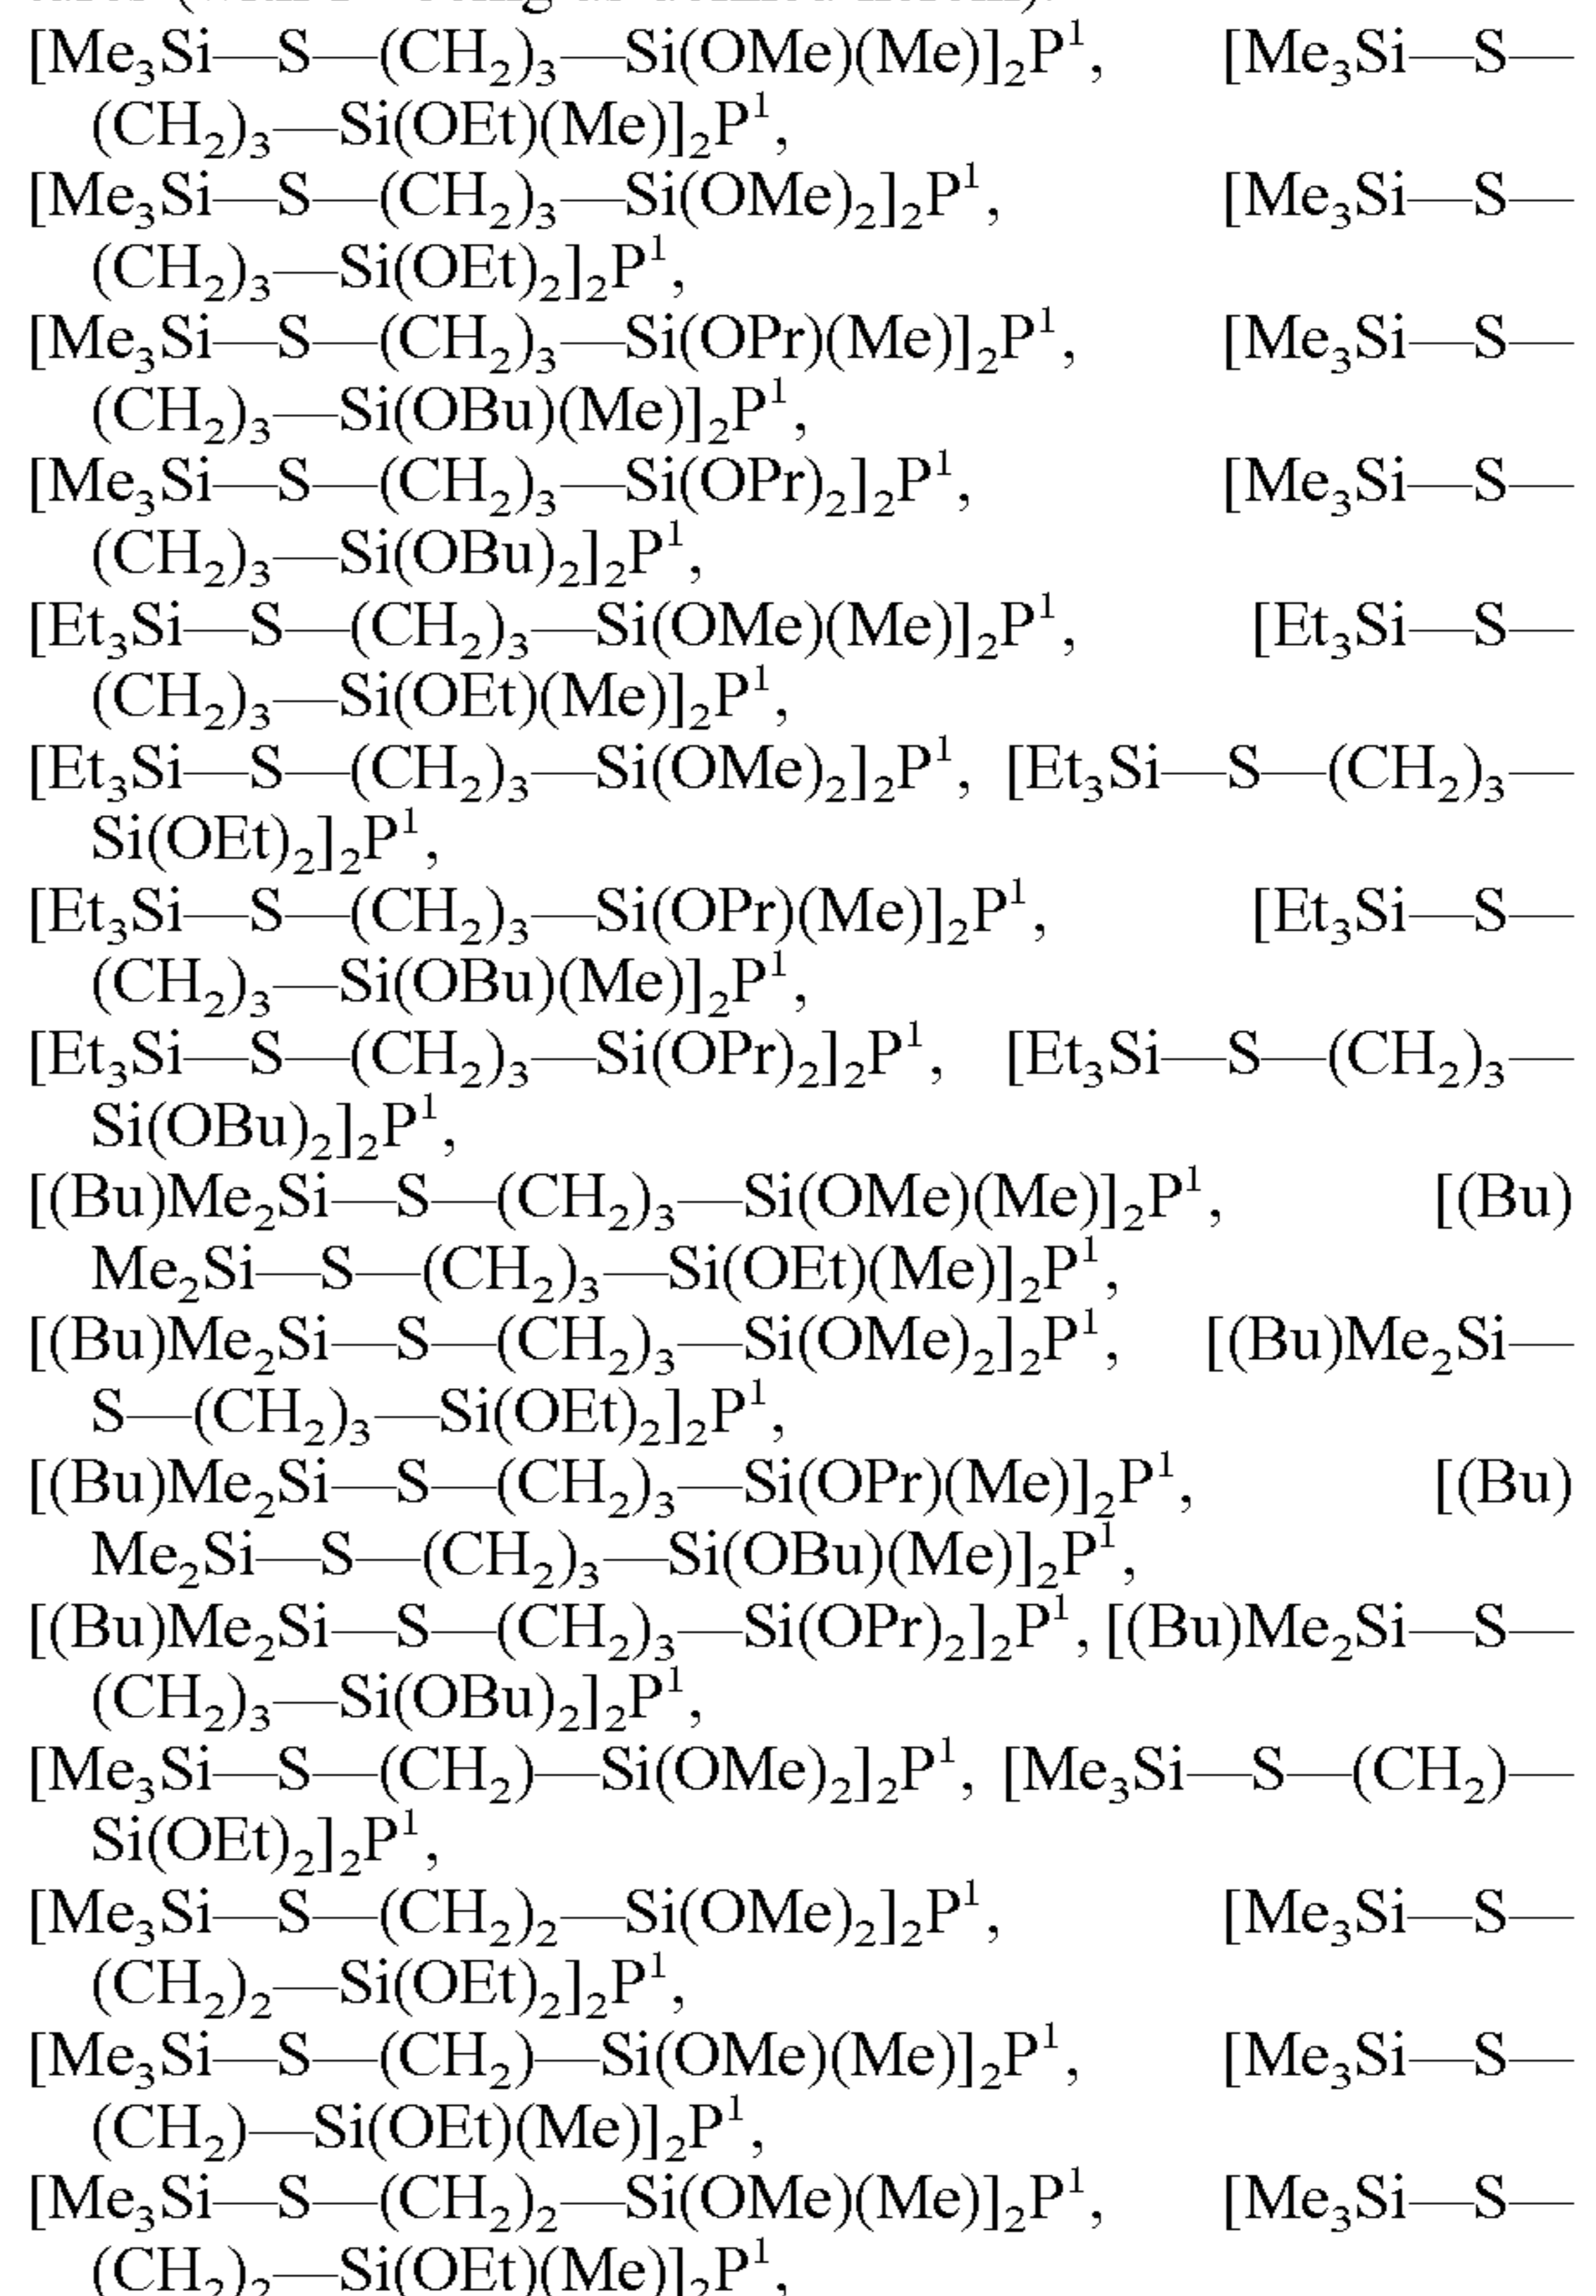 [Me₃Si—S—(CH₂)₃—Si(OMe)(Me)]₂P¹, [Me₃Si—S—
(CH₂)₃—Si(OEt)(Me)]₂P¹,
[Me₃Si—S—(CH₂)₃—Si(OMe)₂]₂P¹, [Me₃Si—S—
(CH₂)₃—Si(OEt)₂]₂P¹,
[Me₃Si—S—(CH₂)₃—Si(OPr)(Me)]₂P¹, [Me₃Si—S—
(CH₂)₃—Si(OBu)(Me)]₂P¹,
[Me₃Si—S—(CH₂)₃—Si(OPr)₂]₂P¹, [Me₃Si—S—
(CH₂)₃—Si(OBu)₂]₂P¹,
[Et₃Si—S—(CH₂)₃—Si(OMe)(Me)]₂P¹, [Et₃Si—S—
(CH₂)₃—Si(OEt)(Me)]₂P¹,
[Et₃Si—S—(CH₂)₃—Si(OMe)₂]₂P¹, [Et₃Si—S—(CH₂)₃—
Si(OEt)₂]₂P¹,
[Et₃Si—S—(CH₂)₃—Si(OPr)(Me)]₂P¹, [Et₃Si—S—
(CH₂)₃—Si(OBu)(Me)]₂P¹,
[Et₃Si—S—(CH₂)₃—Si(OPr)₂]₂P¹, [Et₃Si—S—(CH₂)₃—
Si(OBu)₂]₂P¹,
[(Bu)Me₂Si—S—(CH₂)₃—Si(OMe)(Me)]₂P¹, [(Bu)
Me₂Si—S—(CH₂)₃—Si(OEt)(Me)]₂P¹,
[(Bu)Me₂Si—S—(CH₂)₃—Si(OMe)₂]₂P¹, [(Bu)Me₂Si—
S—(CH₂)₃—Si(OEt)₂]₂P¹,
[(Bu)Me₂Si—S—(CH₂)₃—Si(OPr)(Me)]₂P¹, [(Bu)
Me₂Si—S—(CH₂)₃—Si(OBu)(Me)]₂P¹,
[(Bu)Me₂Si—S—(CH₂)₃—Si(OPr)₂]₂P¹, [(Bu)Me₂Si—S—
(CH₂)₃—Si(OBu)₂]₂P¹,
[Me₃Si—S—(CH₂)—Si(OMe)₂]₂P¹, [Me₃Si—S—(CH₂)—
Si(OEt)₂]₂P¹,
[Me₃Si—S—(CH₂)₂—Si(OMe)₂]₂P¹, [Me₃Si—S—
(CH₂)₂—Si(OEt)₂]₂P¹,
[Me₃Si—S—(CH₂)—Si(OMe)(Me)]₂P¹, [Me₃Si—S—
(CH₂)—Si(OEt)(Me)]₂P¹,
[Me₃Si—S—(CH₂)₂—Si(OMe)(Me)]₂P¹, [Me₃Si—S—
(CH₂)₂—Si(OEt)(Me)]₂P¹,